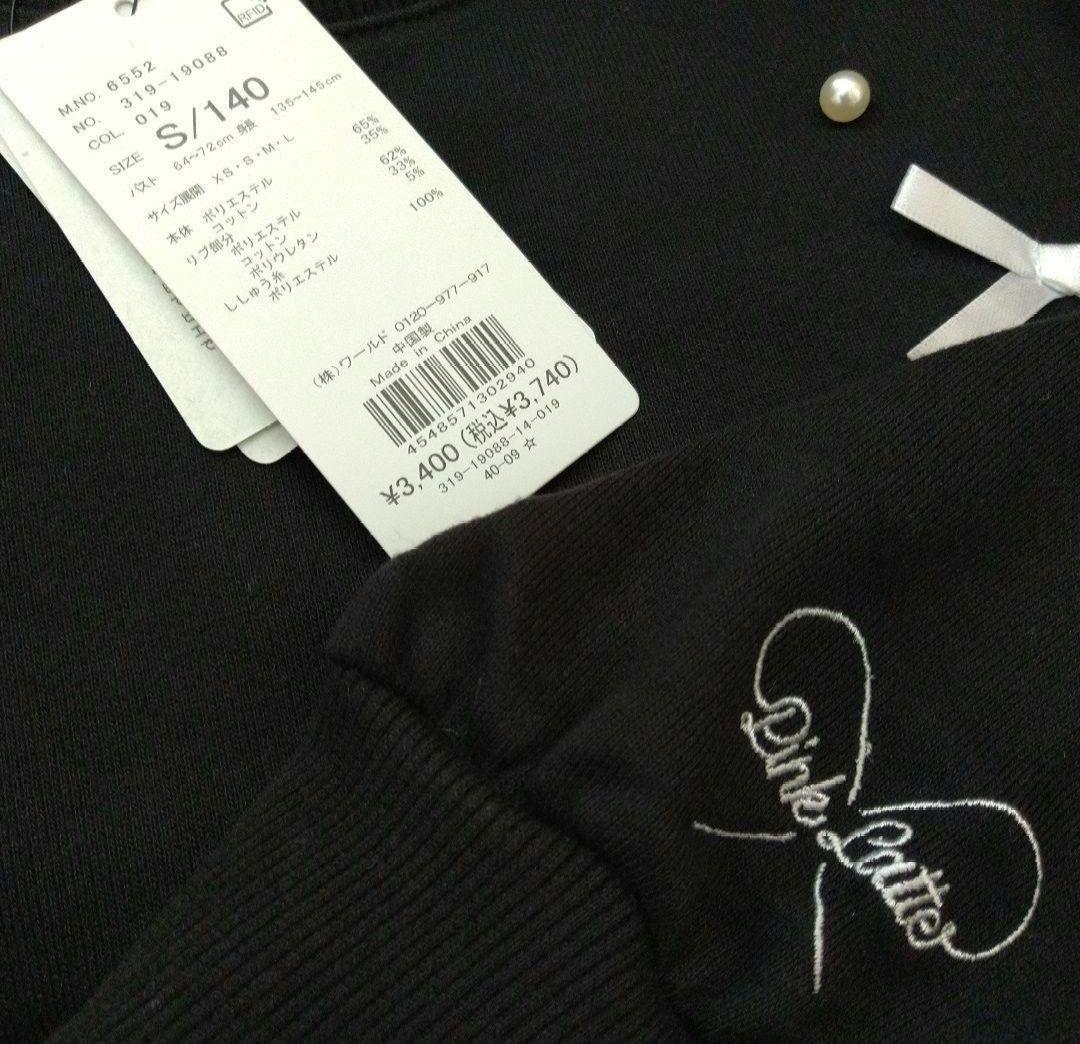 RFID
M.NO. 6552
NO. 319-19088
COL. 019
SIZE S/140
バスト 64~72cm 身長 135~145cm
サイズ展開 XS・S・M・L
本体 ポリエステル 65%
コットン 35%
リブ部分 ポリエステル 62%
コットン 33%
ポリウレタン 5%
ししゅう糸 ポリエステル 100%
(株)ワールド 0120-977-917
中国製
Made in China
4548571302940
¥3,400 (税込¥3,740)
319-19088-14-019
40-09 ☆
Pink
Latte